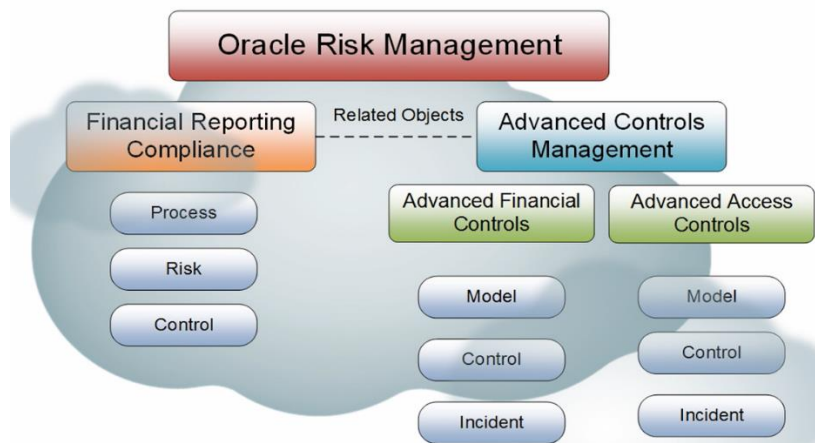 Oracle Risk Management
Financial Reporting
Compliance
Related Objects
Advanced Controls
Management
Process
Risk
Control
Advanced Financial
Controls
Model
Control
Incident
Advanced Access
Controls
Model
Control
Incident